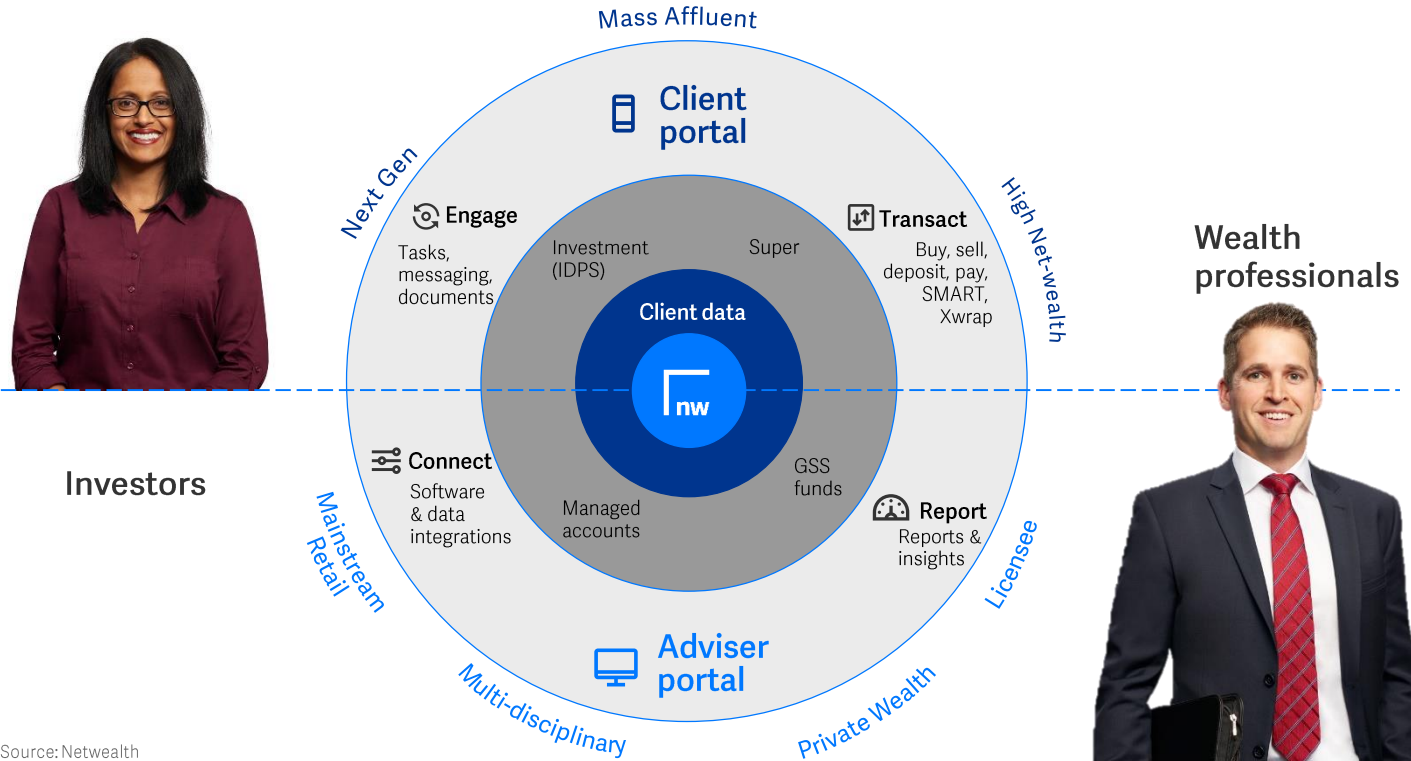 Mass Affluent
Client
portal
Next Gen
High Net-wealth
Engage
Tasks,
messaging,
documents
Investment
(IDPS)
Super
Transact
Buy, sell,
deposit, pay,
SMART,
Xwrap
Wealth
professionals
Client data
nw
Investors
Connect
Software
& data
integrations
Managed
accounts
GSS
funds
Report
Reports &
insights
Mainstream
Retail
Licensee
Adviser
portal
Multi-disciplinary
Private Wealth
Source: Netwealth